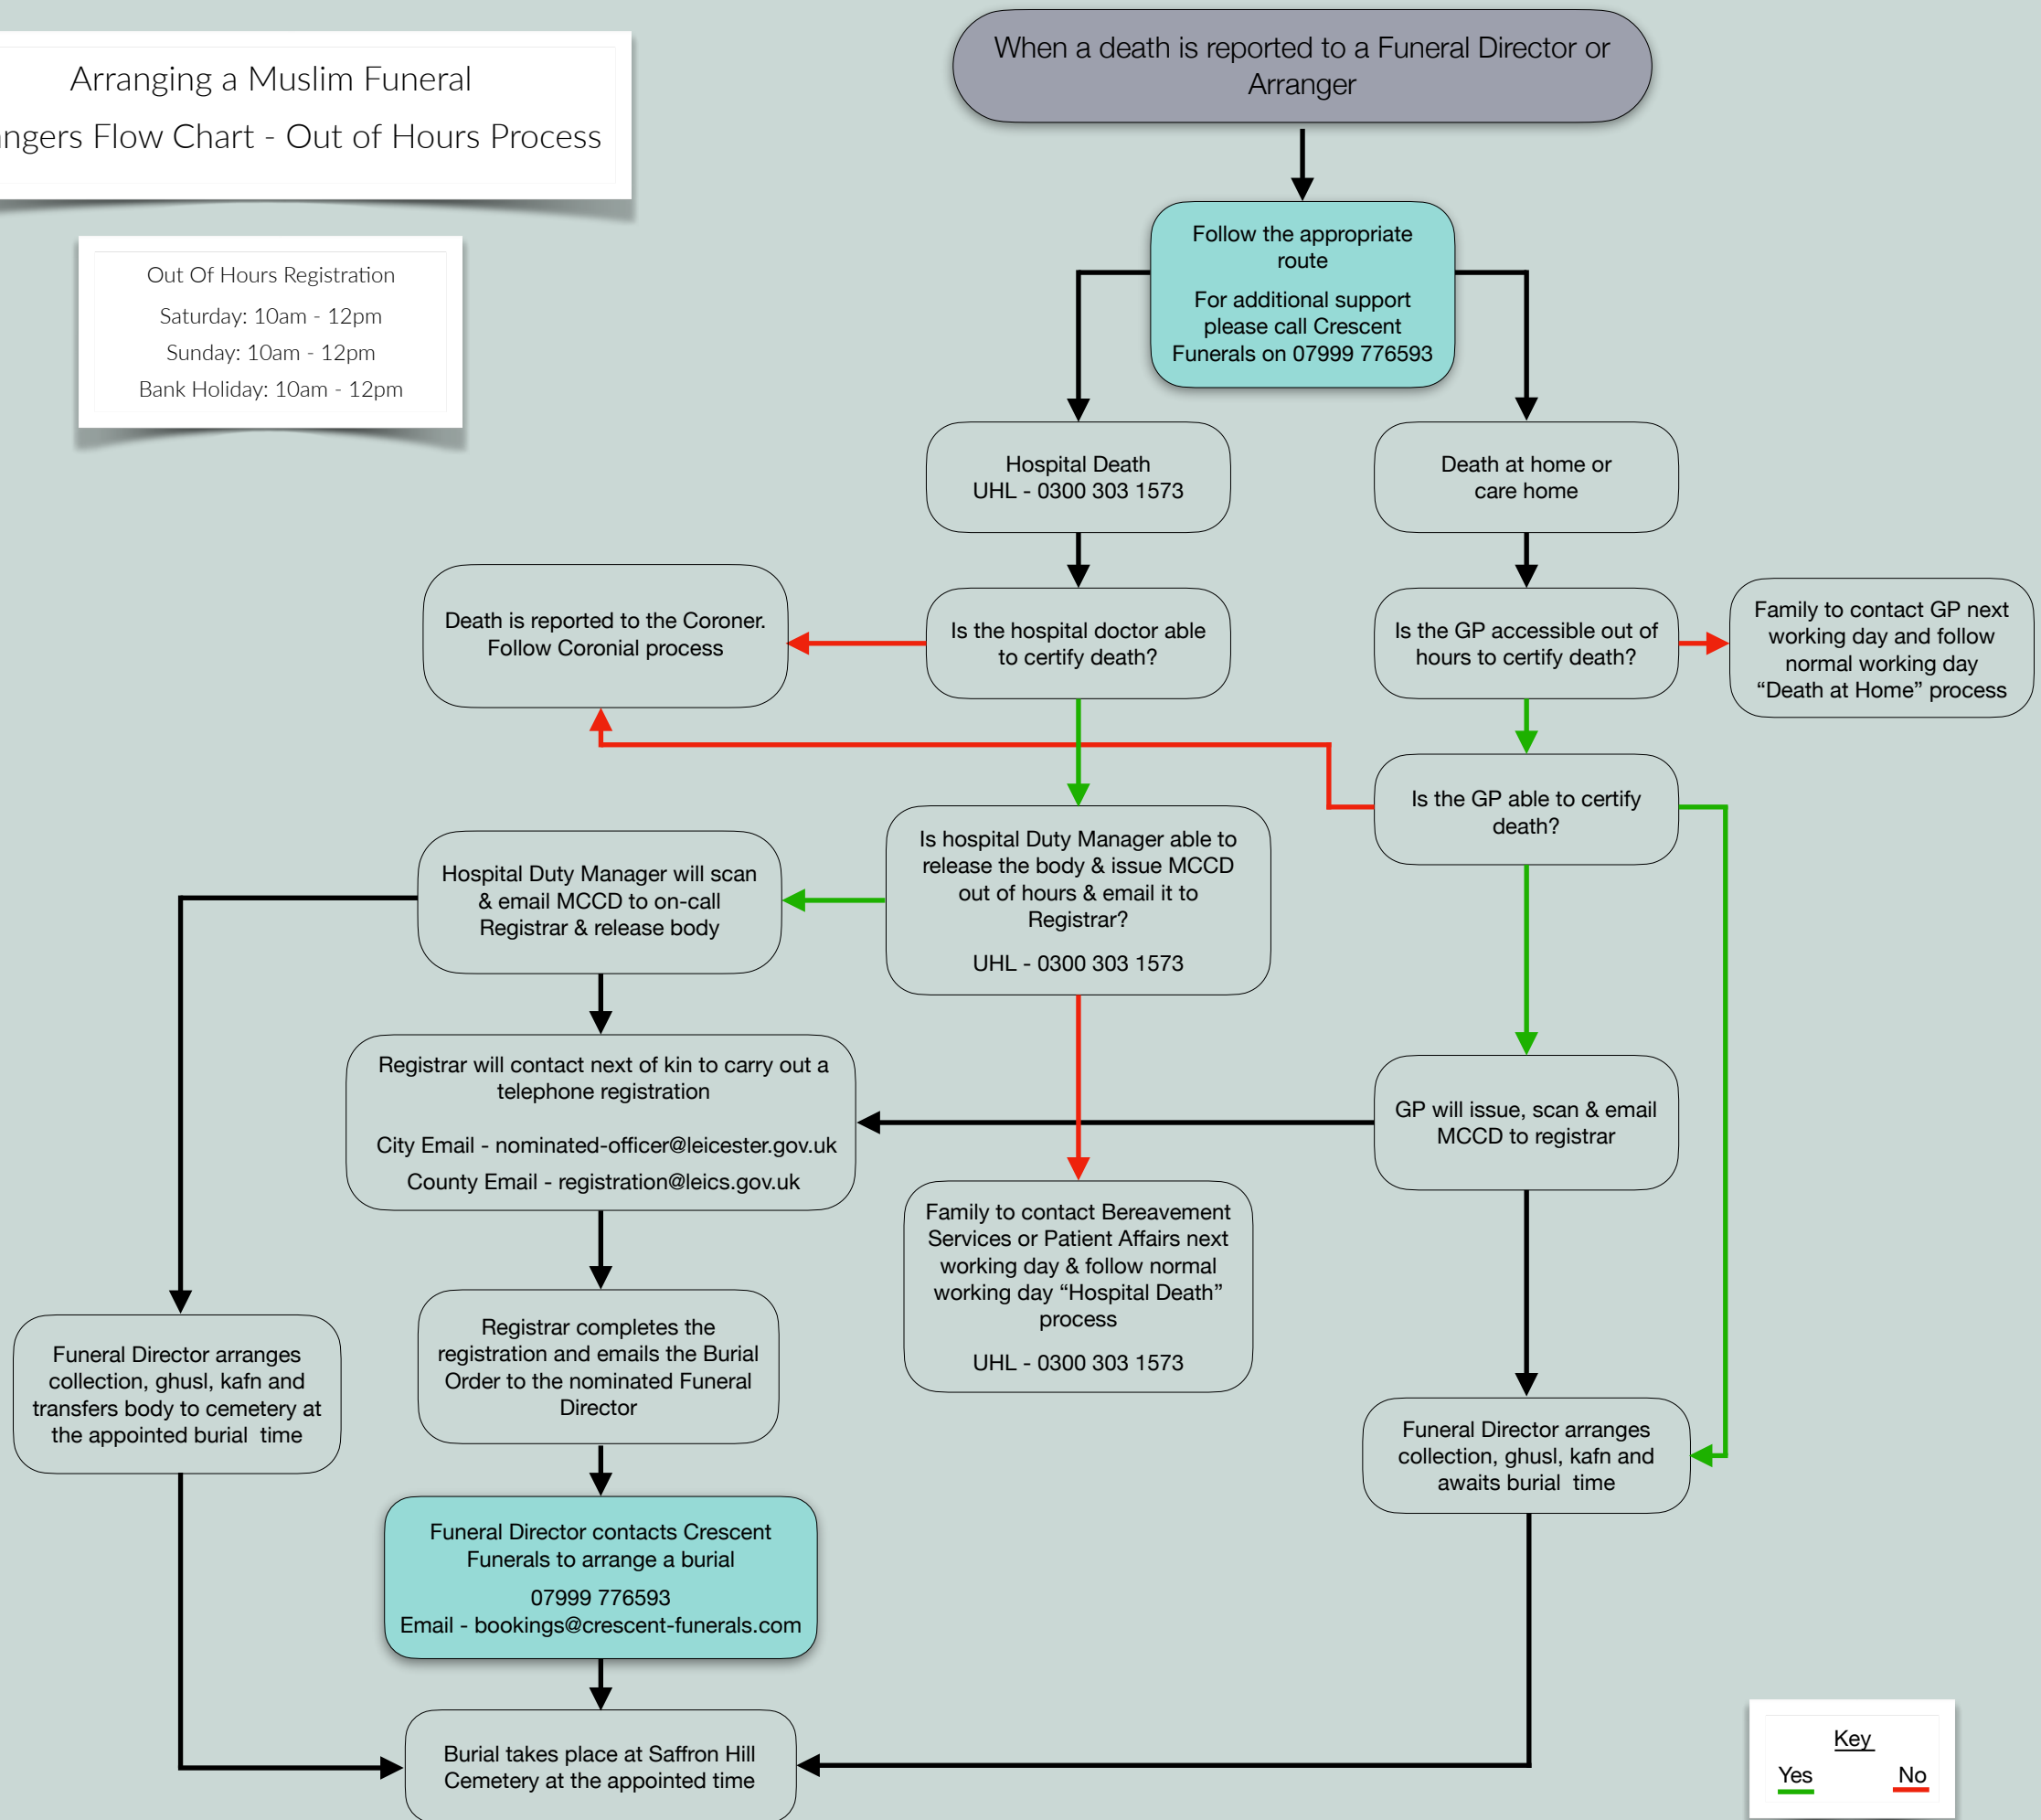 Arranging a Muslim Funeral
ngers Flow Chart - Out of Hours Process
Out Of Hours Registration
Saturday: 10am - 12pm
Sunday: 10am - 12pm
Bank Holiday: 10am - 12pm
When a death is reported to a Funeral Director or
Arranger
Follow the appropriate
route
For additional support
please call Crescent
Funerals on 07999 776593
Hospital Death
UHL - 0300 303 1573
Death at home or
care home
Death is reported to the Coroner.
Follow Coronial process
Is the hospital doctor able
to certify death?
Is the GP accessible out of
hours to certify death?
Family to contact GP next
working day and follow
normal working day
“Death at Home” process
Is the GP able to certify
death?
Is hospital Duty Manager able to
release the body & issue MCCD
out of hours & email it to
Registrar?
UHL - 0300 303 1573
Hospital Duty Manager will scan
& email MCCD to on-call
Registrar & release body
Registrar will contact next of kin to carry out a
telephone registration
City Email - nominated-officer@leicester.gov.uk
County Email - registration@leics.gov.uk
GP will issue, scan & email
MCCD to registrar
Family to contact Bereavement
Services or Patient Affairs next
working day & follow normal
working day “Hospital Death”
process
UHL - 0300 303 1573
Funeral Director arranges
collection, ghusl, kafn and
transfers body to cemetery at
the appointed burial time
Registrar completes the
registration and emails the Burial
Order to the nominated Funeral
Director
Funeral Director arranges
collection, ghusl, kafn and
awaits burial time
Funeral Director contacts Crescent
Funerals to arrange a burial
07999 776593
Email - bookings@crescent-funerals.com
Burial takes place at Saffron Hill
Cemetery at the appointed time
Key
Yes No